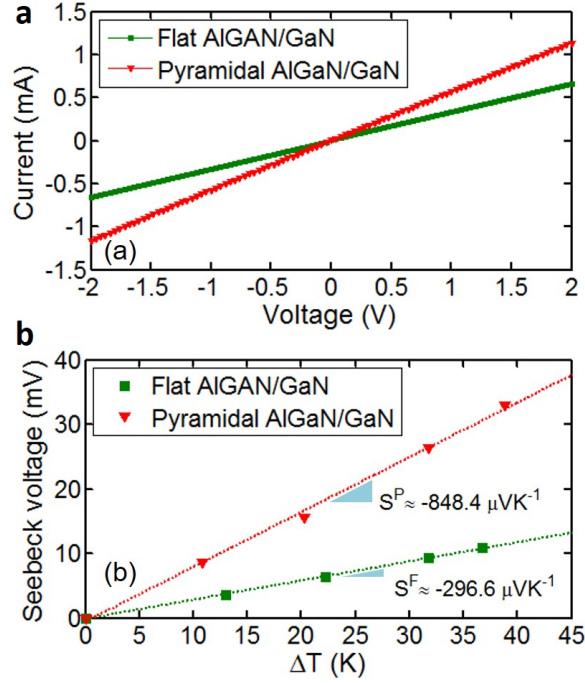 a
1.5
1
0.5
0
-0.5
-1
-1.5
Current (mA)
Flat AlGAN/GaN
Pyramidal AlGaN/GaN
(a)
-2 -1.5 -1 -0.5 0 0.5 1 1.5 2
Voltage (V)
b
40
30
20
10
0
Seebeck voltage (mV)
Flat AlGAN/GaN
Pyramidal AlGaN/GaN
S^P ≈ -848.4 μVK^-1
(b)
S^F ≈ -296.6 μVK^-1
0 5 10 15 20 25 30 35 40 45
ΔT (K)